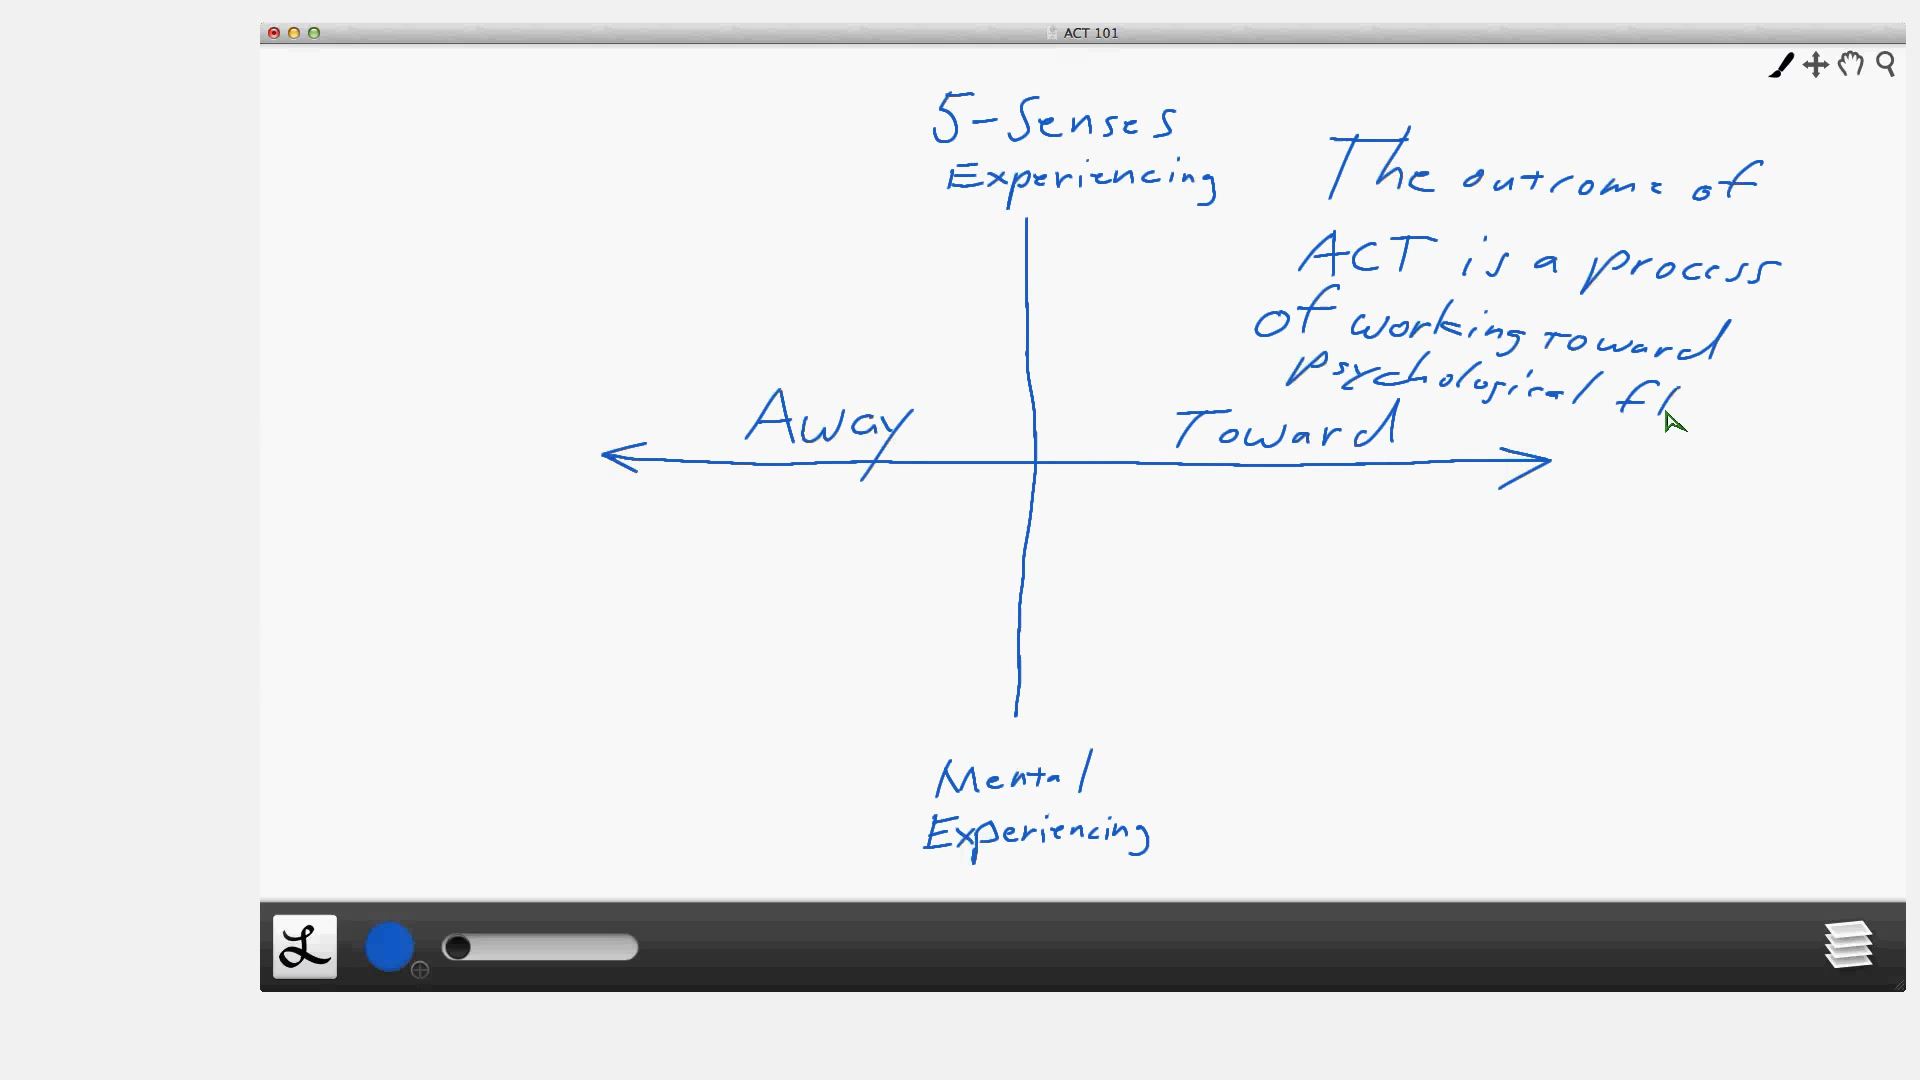 ACT 101
5-Senses
Experiencing
The outcome of
ACT is a process
of working toward
psychological fl
Away
Toward
Mental
Experiencing